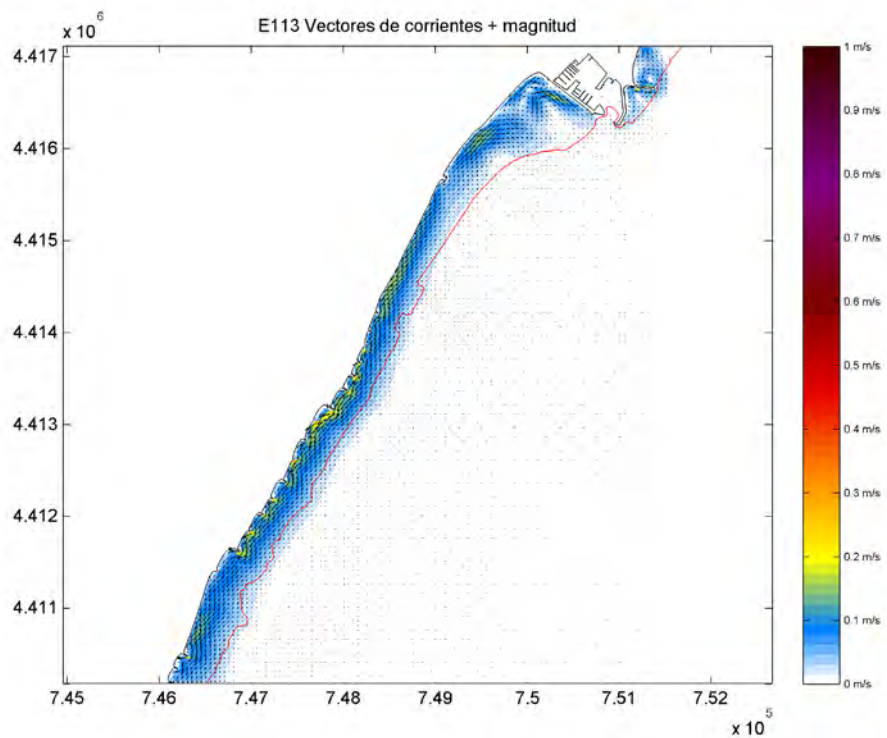 E113 Vectores de corrientes + magnitud
x 10 6
4.417
4.416
4.415
4.414
4.413
4.412
4.411
7.45 7.46 7.47 7.48 7.49 7.5 7.51 7.52
x 10 5
1 m/s
0.9 m/s
0.8 m/s
0.7 m/s
0.6 m/s
0.5 m/s
0.4 m/s
0.3 m/s
0.2 m/s
0.1 m/s
0 m/s